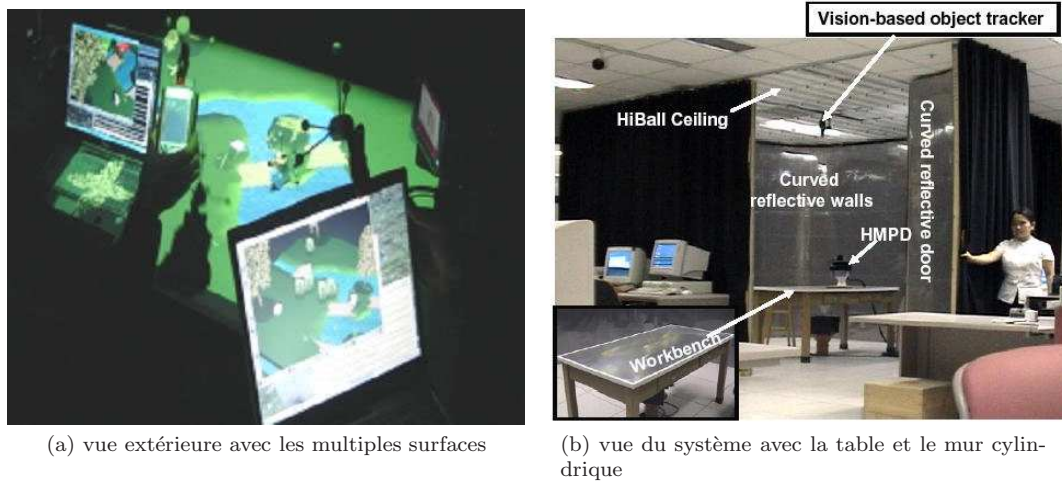 Vision-based object tracker
HiBall Ceiling
Curved reflective door
Curved
reflective walls
HMPD
Workbench
(a) vue extérieure avec les multiples surfaces
(b) vue du système avec la table et le mur cylin-
drique